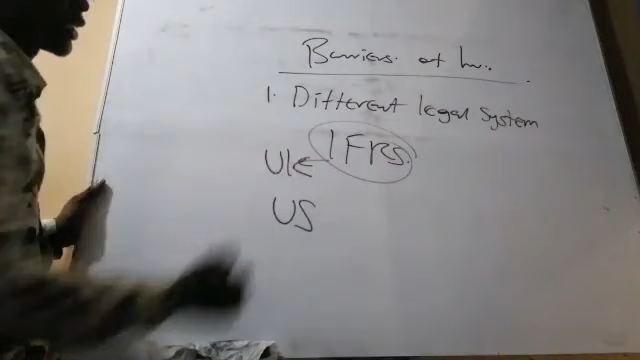 Barriers of
1. Different legal system
IFRS.
UK
US